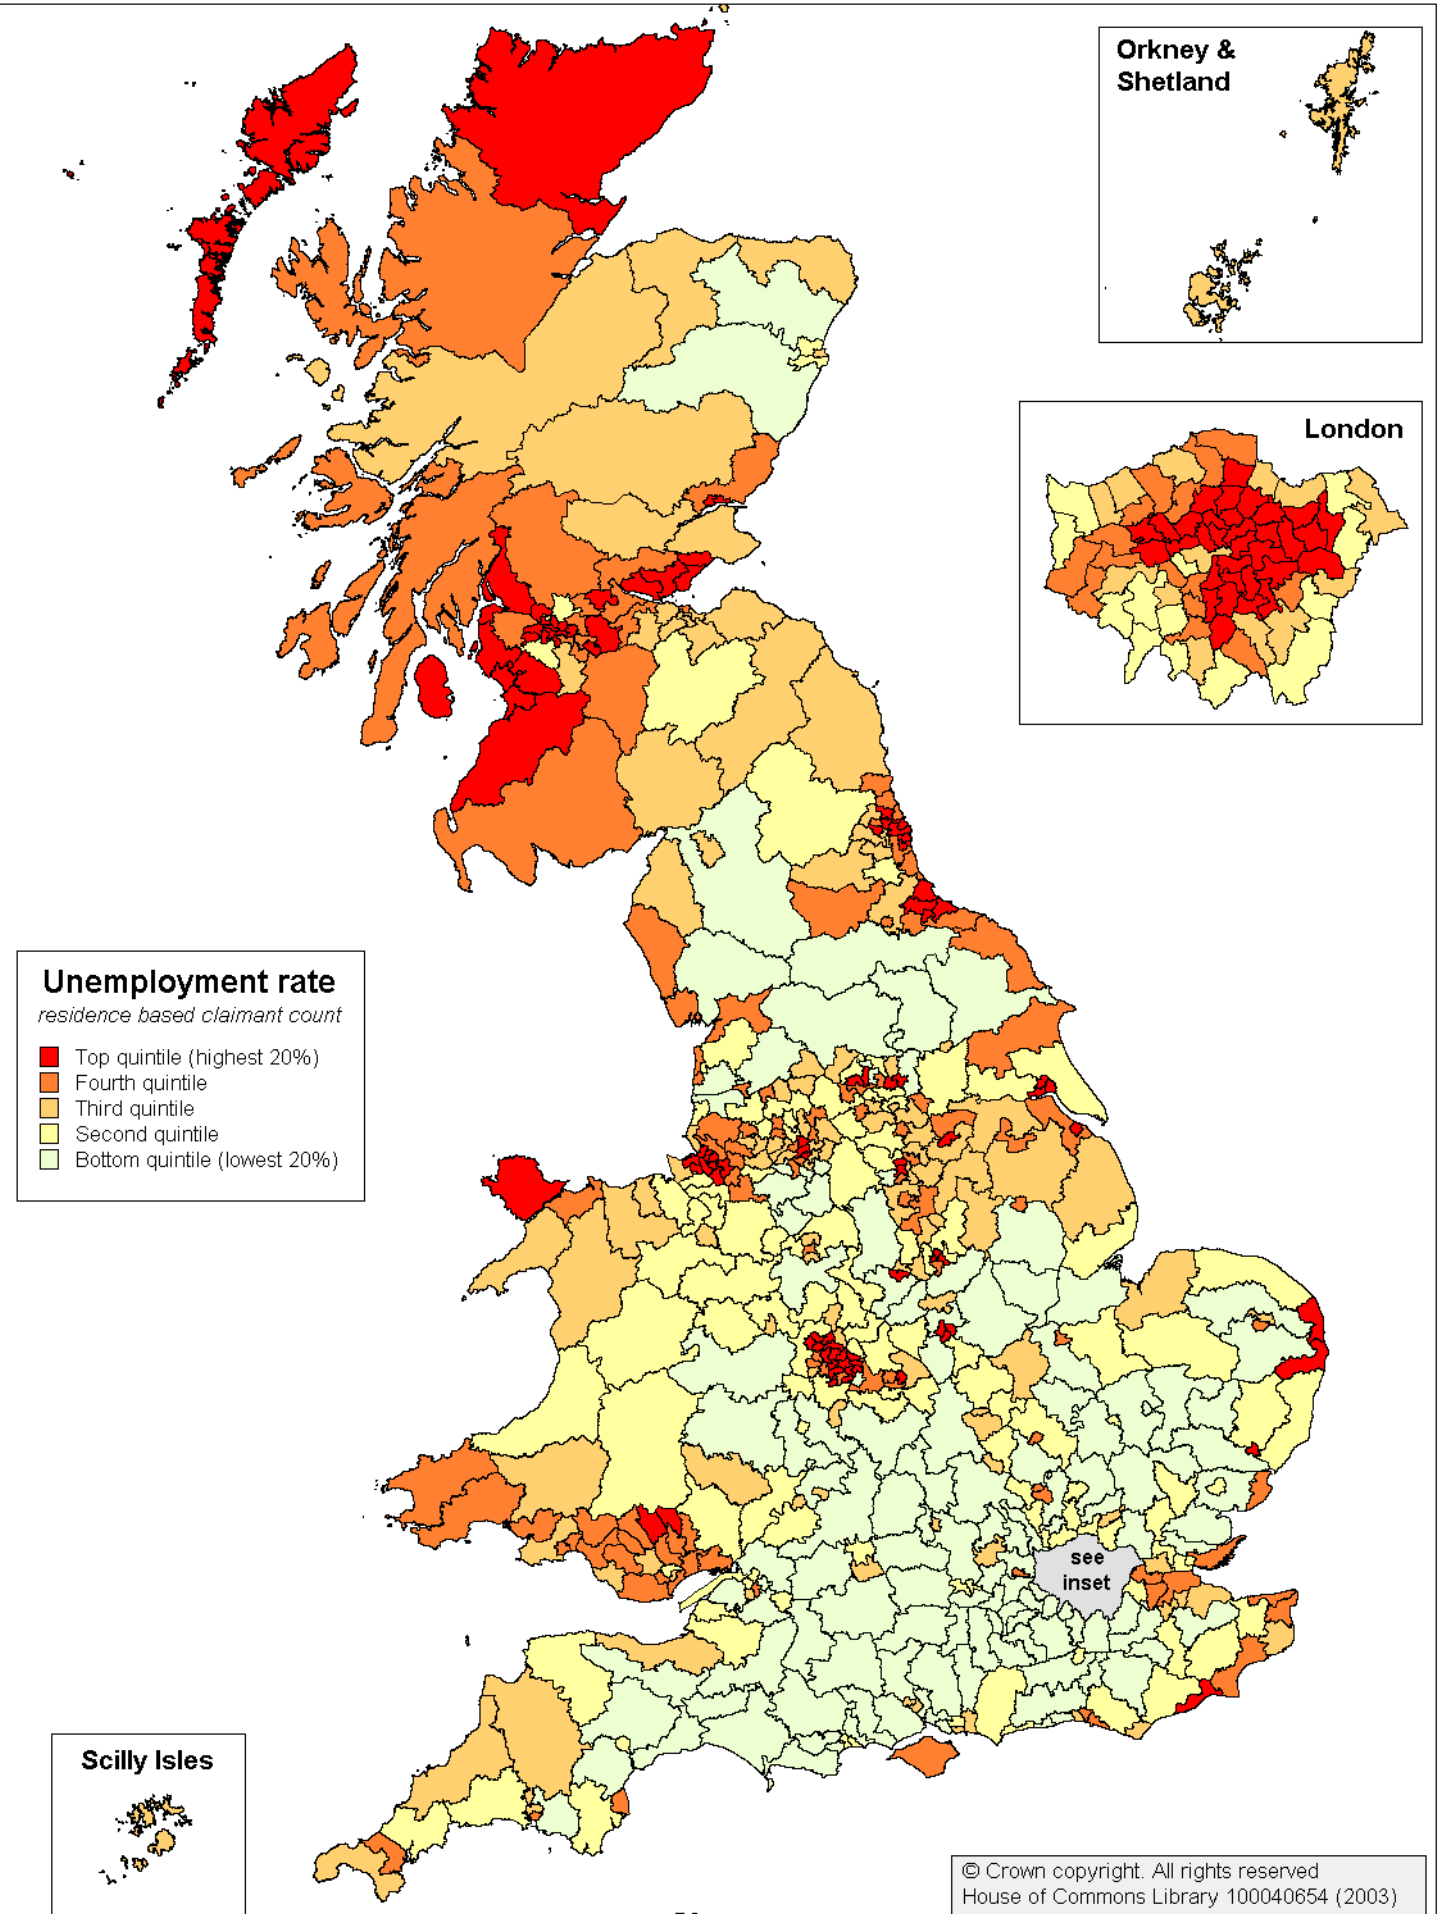 Orkney &
Shetland
London
Unemployment rate
residence based claimant count
Top quintile (highest 20%)
Fourth quintile
Third quintile
Second quintile
Bottom quintile (lowest 20%)
see
inset
Scilly Isles
© Crown copyright. All rights reserved
House of Commons Library 100040654 (2003)